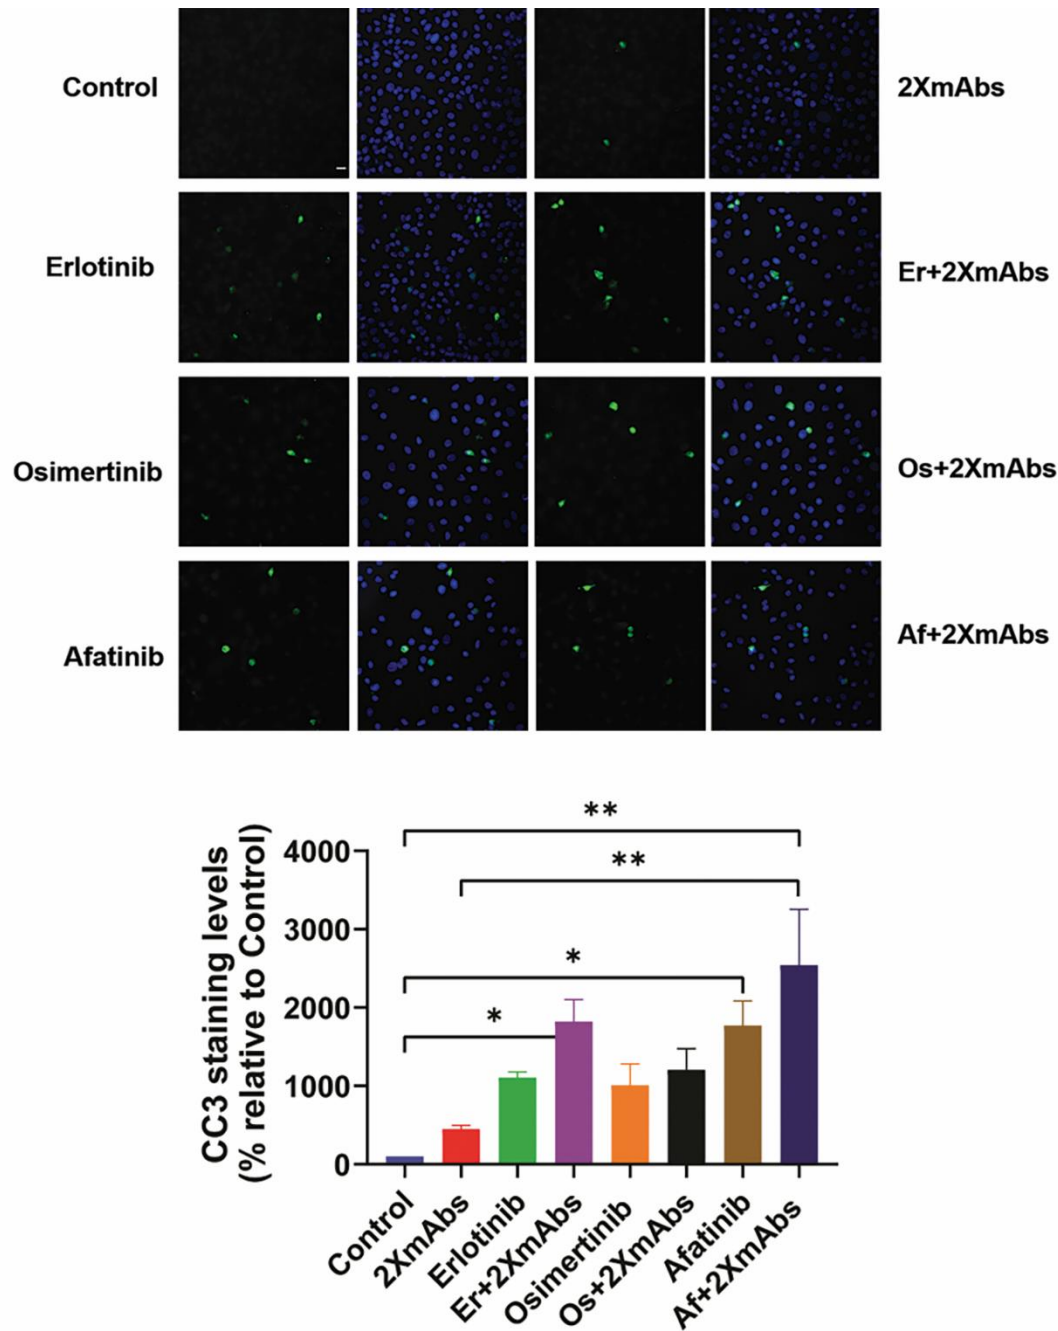 Control
2XmAbs
Erlotinib
Er+2XmAbs
Osimertinib
Os+2XmAbs
Afatinib
Af+2XmAbs
CC3 staining levels
(% relative to Control)
4000
3000
2000
1000
0
**
**
*
*
Control
2XmAbs
Erlotinib
Er+2XmAbs
Osimertinib
Os+2XmAbs
Afatinib
Af+2XmAbs